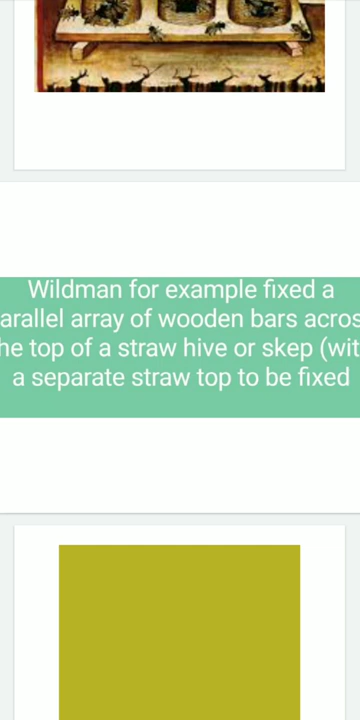 Wildman for example fixed a
arallel array of wooden bars acros
he top of a straw hive or skep (wit
a separate straw top to be fixed